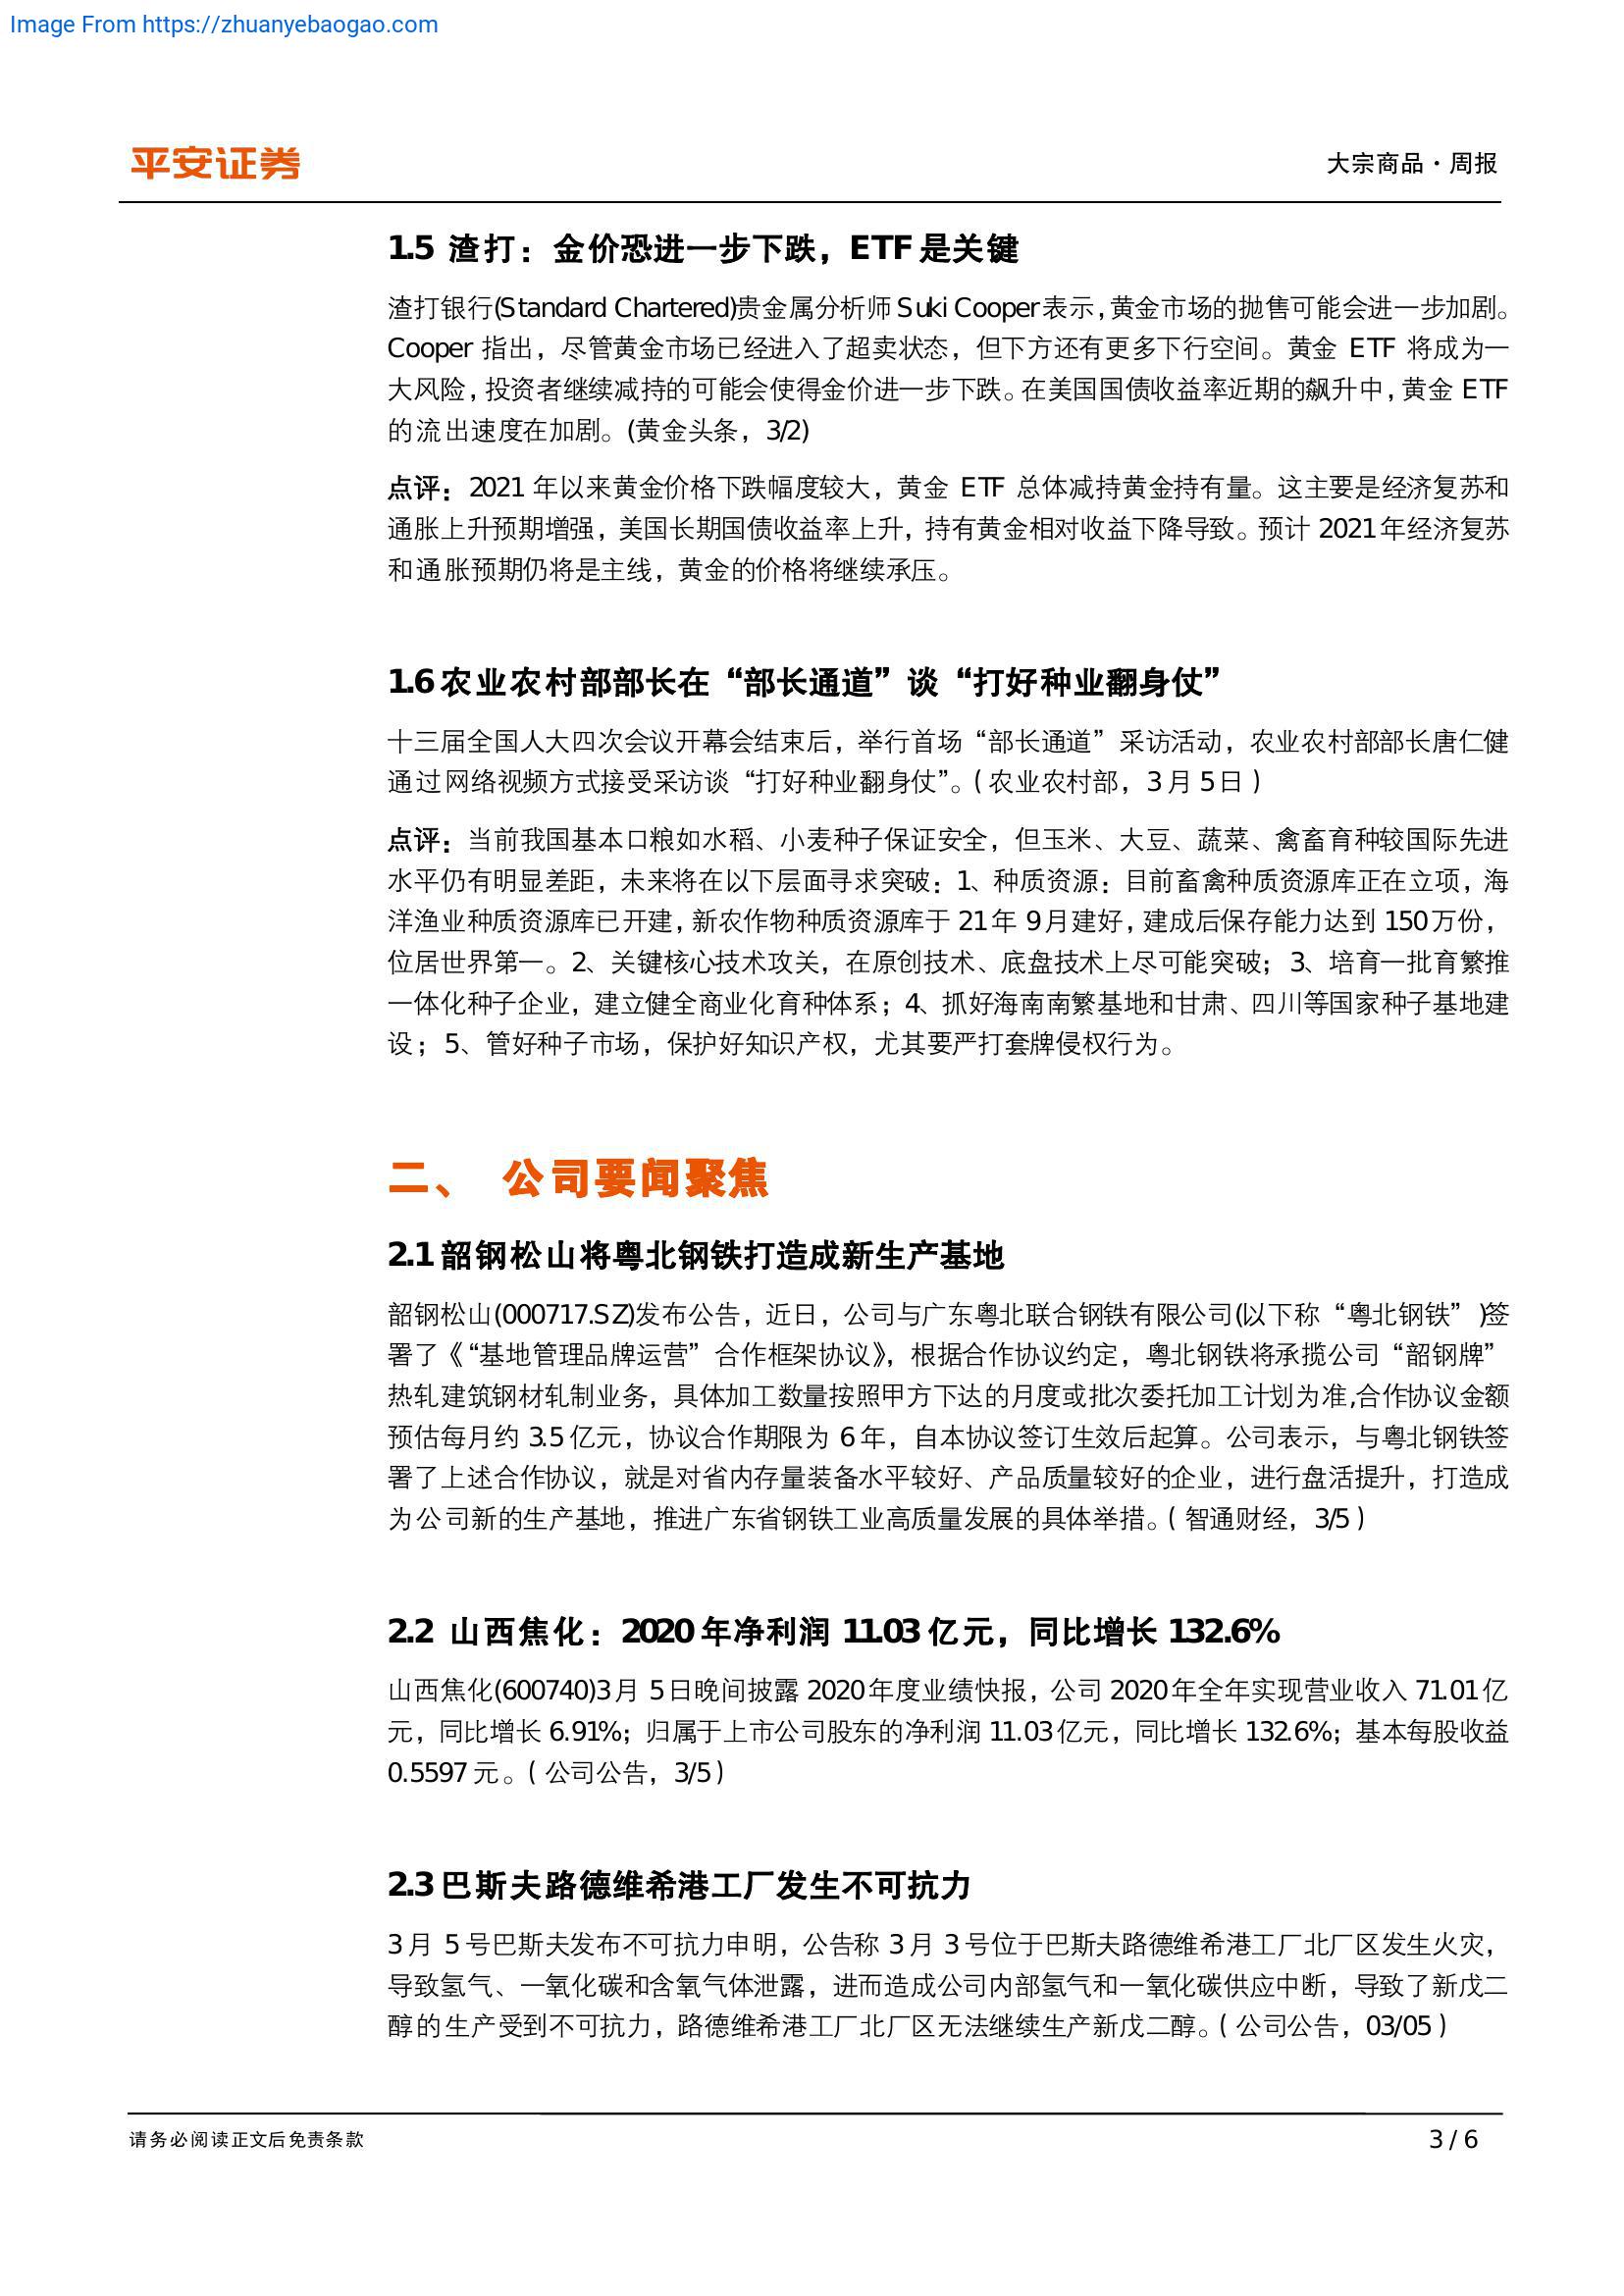 Image From https://zhuanyebaogao.com
平安证券
大宗商品·周报
1.5 渣打：金价恐进一步下跌，ETF 是关键
渣打银行(Standard Chartered)贵金属分析师 Suki Cooper 表示，黄金市场的抛售可能会进一步加剧。
Cooper 指出，尽管黄金市场已经进入了超卖状态，但下方还有更多下行空间。黄金 ETF 将成为一
大风险，投资者继续减持的可能会使得金价进一步下跌。在美国国债收益率近期的飙升中，黄金 ETF
的流出速度在加剧。(黄金头条，3/2)
点评：2021 年以来黄金价格下跌幅度较大，黄金 ETF 总体减持黄金持有量。这主要是经济复苏和
通胀上升预期增强，美国长期国债收益率上升，持有黄金相对收益下降导致。预计 2021 年经济复苏
和通胀预期仍将是主线，黄金的价格将继续承压。
1.6 农业农村部部长在“部长通道”谈“打好种业翻身仗”
十三届全国人大四次会议开幕会结束后，举行首场“部长通道”采访活动，农业农村部部长唐仁健
通过网络视频方式接受采访谈“打好种业翻身仗”。（农业农村部，3 月 5 日）
点评：当前我国基本口粮如水稻、小麦种子保证安全，但玉米、大豆、蔬菜、禽畜育种较国际先进
水平仍有明显差距，未来将在以下层面寻求突破：1、种质资源：目前畜禽种质资源库正在立项，海
洋渔业种质资源库已开建，新农作物种质资源库于 21 年 9 月建好，建成后保存能力达到 150 万份，
位居世界第一。2、关键核心技术攻关，在原创技术、底盘技术上尽可能突破；3、培育一批育繁推
一体化种子企业，建立健全商业化育种体系；4、抓好海南南繁基地和甘肃、四川等国家种子基地建
设；5、管好种子市场，保护好知识产权，尤其要严打套牌侵权行为。
二、 公司要闻聚焦
2.1 韶钢松山将粤北钢铁打造成新生产基地
韶钢松山(000717.SZ)发布公告，近日，公司与广东粤北联合钢铁有限公司(以下称“粤北钢铁”)签
署了《“基地管理品牌运营”合作框架协议》，根据合作协议约定，粤北钢铁将承揽公司“韶钢牌”
热轧建筑钢材轧制业务，具体加工数量按照甲方下达的月度或批次委托加工计划为准,合作协议金额
预估每月约 3.5 亿元，协议合作期限为 6 年，自本协议签订生效后起算。公司表示，与粤北钢铁签
署了上述合作协议，就是对省内存量装备水平较好、产品质量较好的企业，进行盘活提升，打造成
为公司新的生产基地，推进广东省钢铁工业高质量发展的具体举措。（智通财经，3/5）
2.2 山西焦化：2020 年净利润 11.03 亿元，同比增长 132.6%
山西焦化(600740)3 月 5 日晚间披露 2020 年度业绩快报，公司 2020 年全年实现营业收入 71.01 亿
元，同比增长 6.91%；归属于上市公司股东的净利润 11.03 亿元，同比增长 132.6%；基本每股收益
0.5597 元。（公司公告，3/5）
2.3 巴斯夫路德维希港工厂发生不可抗力
3 月 5 号巴斯夫发布不可抗力申明，公告称 3 月 3 号位于巴斯夫路德维希港工厂北厂区发生火灾，
导致氢气、一氧化碳和含氧气体泄露，进而造成公司内部氢气和一氧化碳供应中断，导致了新戊二
醇的生产受到不可抗力，路德维希港工厂北厂区无法继续生产新戊二醇。（公司公告，03/05）
请务必阅读正文后免责条款
3 / 6